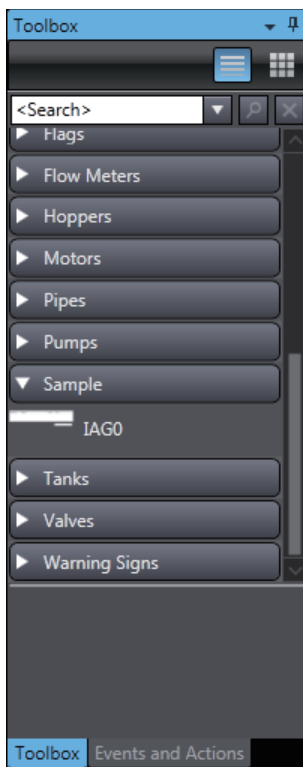 Toolbox
<Search>
Flags
Flow Meters
Hoppers
Motors
Pipes
Pumps
Sample
IAG0
Tanks
Valves
Warning Signs
Toolbox Events and Actions